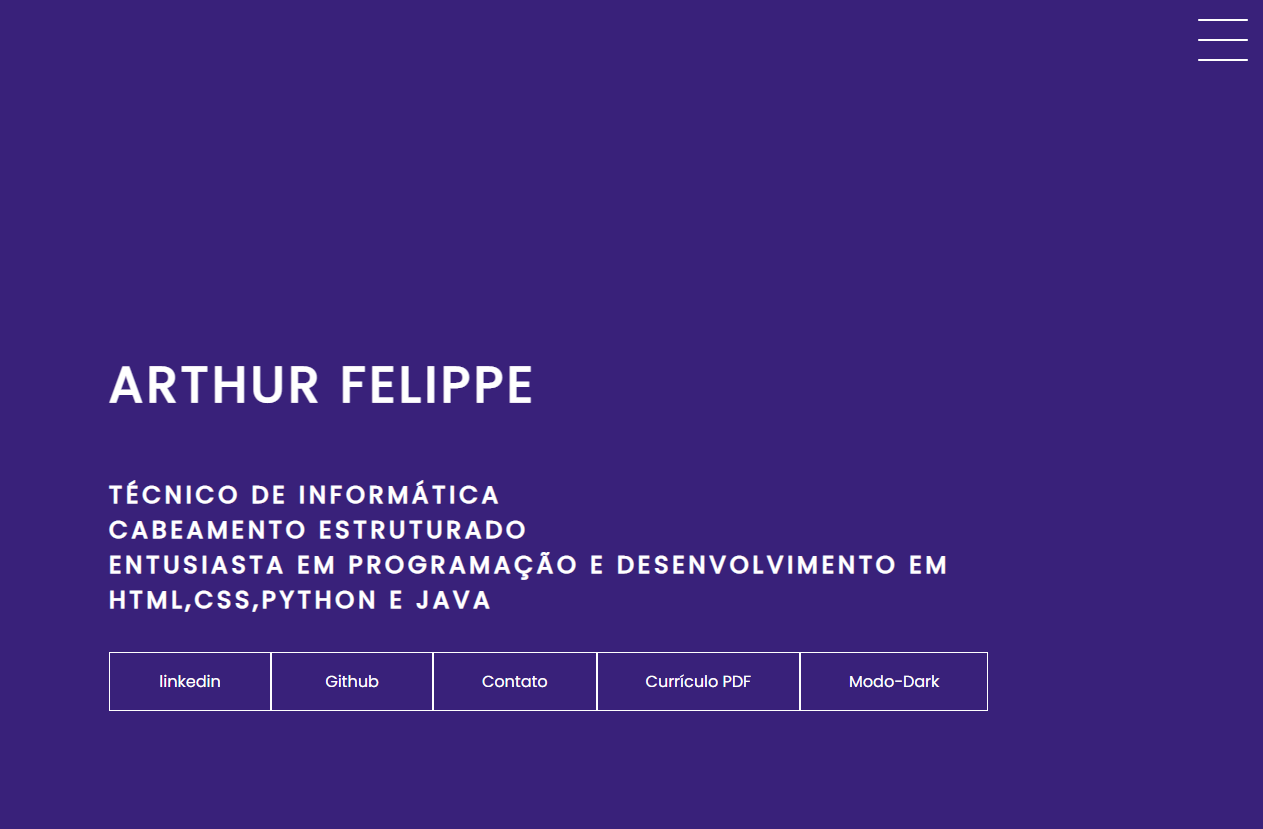 ARTHUR FELIPPE
TÉCNICO DE INFORMÁTICA
CABEAMENTO ESTRUTURADO
ENTUSIASTA EM PROGRAMAÇÃO E DESENVOLVIMENTO EM
HTML,CSS,PYTHON E JAVA
linkedin Github Contato Currículo PDF Modo-Dark